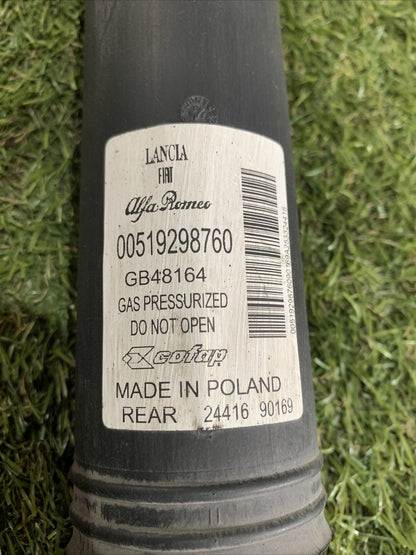 LANCIA
FIAT
Alfa Romeo
00519298760
GB48164
GAS PRESSURIZED
DO NOT OPEN
cofap
MADE IN POLAND
REAR 24416 90169